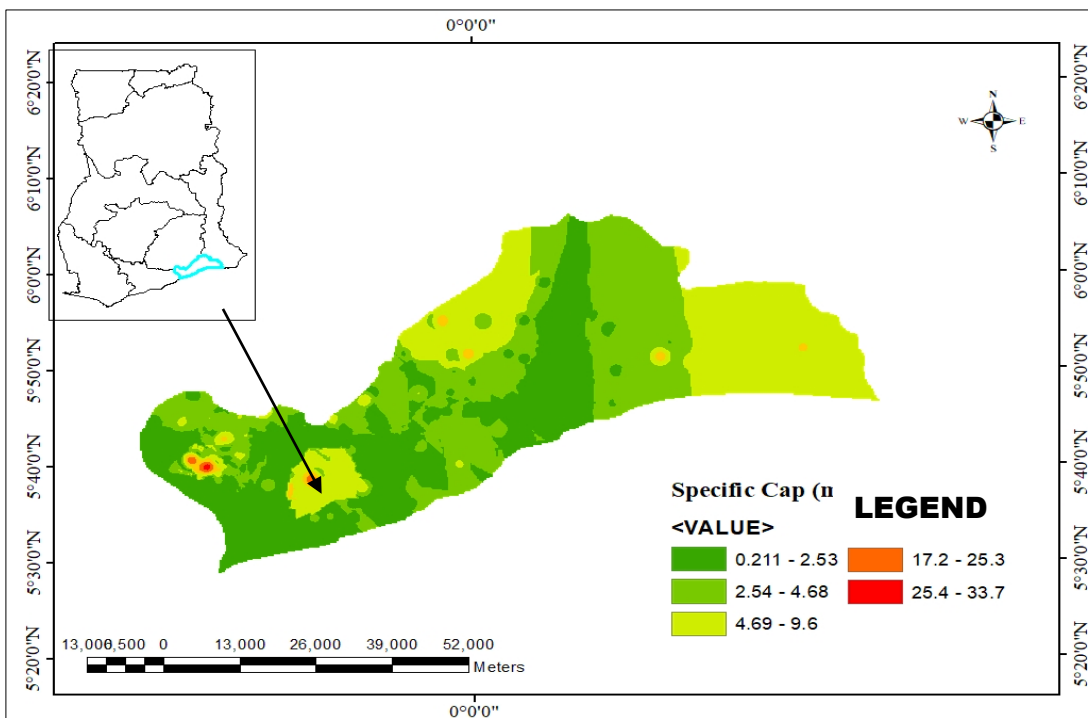 0°0'0"
6°20'0"N
6°10'0"N
6°0'0"N
5°50'0"N
5°40'0"N
5°30'0"N
5°20'0"N
6°20'0"N
6°10'0"N
6°0'0"N
5°50'0"N
5°40'0"N
5°30'0"N
5°20'0"N
N
W E
S
Specific Cap (n
LEGEND
<VALUE>
0.211 - 2.53
2.54 - 4.68
4.69 - 9.6
17.2 - 25.3
25.4 - 33.7
0 13,000 26,000 39,000 52,000
Meters
0°0'0"